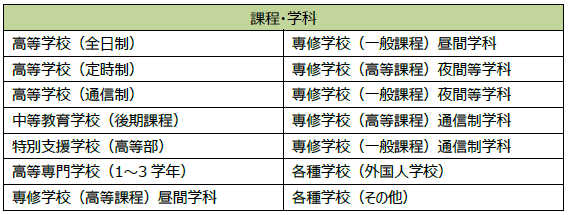 課程・学科
高等学校（全日制）
専修学校（一般課程）昼間学科
高等学校（定時制）
専修学校（高等課程）夜間等学科
高等学校（通信制）
専修学校（一般課程）夜間等学科
中等教育学校（後期課程）
専修学校（高等課程）通信制学科
特別支援学校（高等部）
専修学校（一般課程）通信制学科
高等専門学校（1～3 学年）
各種学校（外国人学校）
専修学校（高等課程）昼間学科
各種学校（その他）